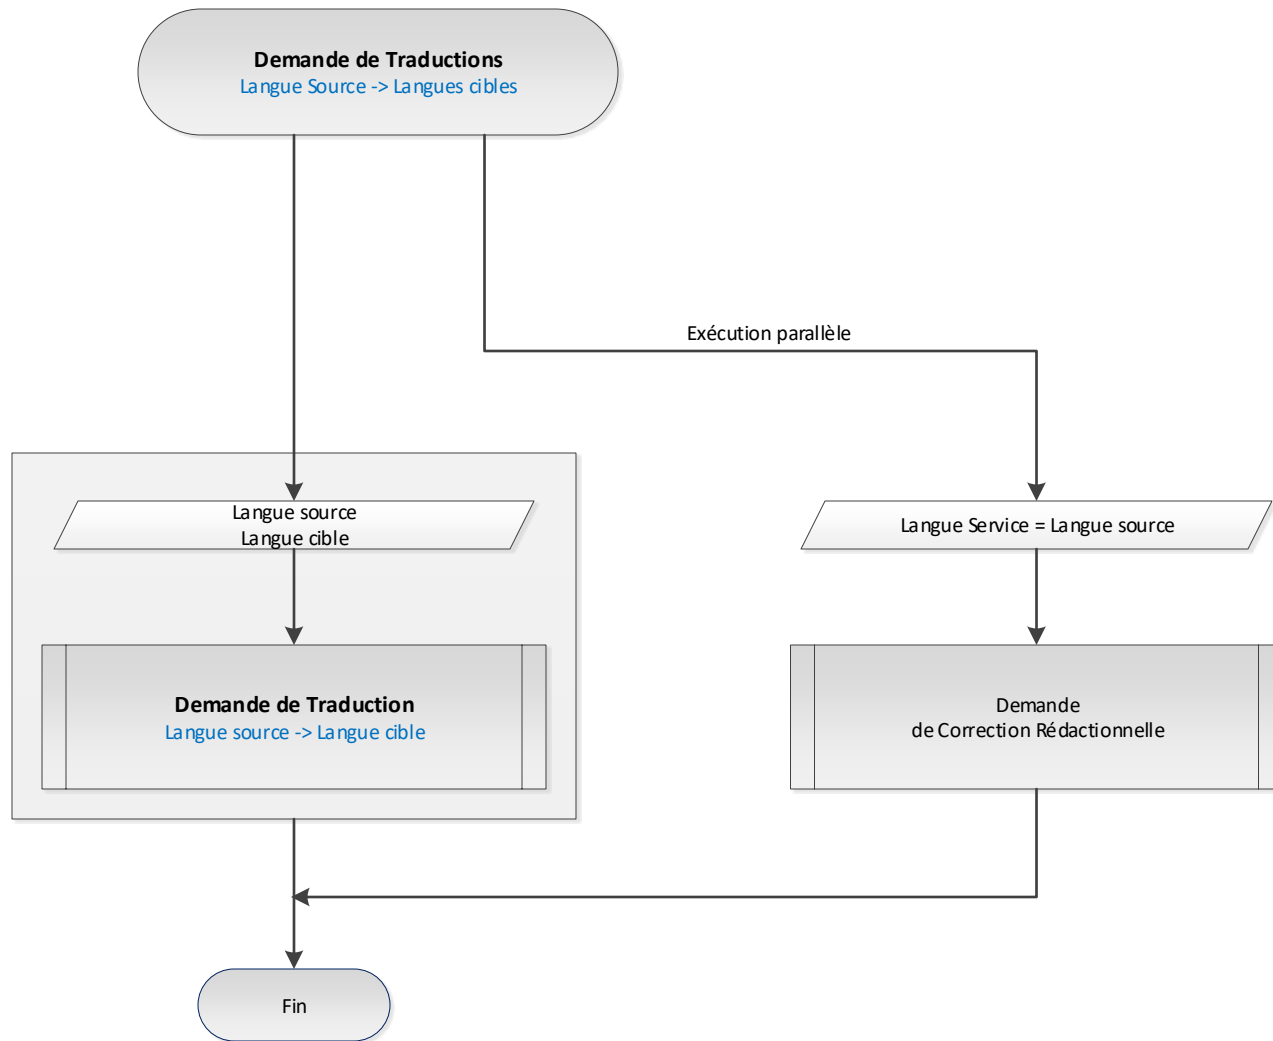 Demande de Traductions
Langue Source -> Langues cibles
Exécution parallèle
Langue source
Langue cible
Langue Service = Langue source
Demande de Traduction
Langue source -> Langue cible
Demande
de Correction Rédactionnelle
Fin